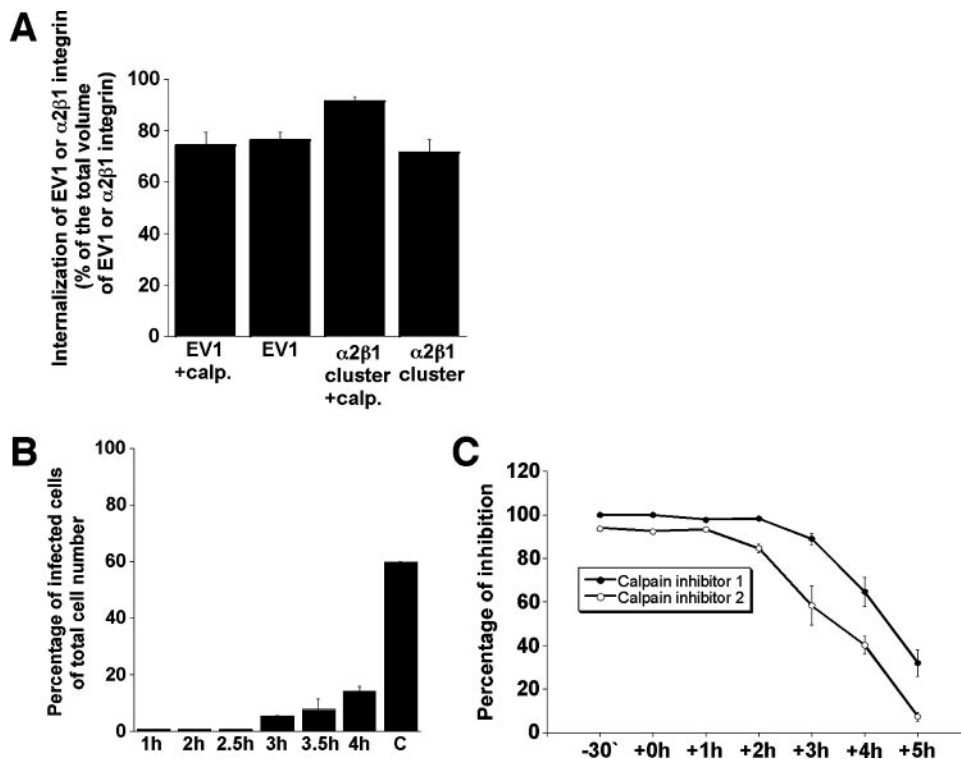 A
Internalization of EV1 or α2β1 integrin
(% of the total volume
of EV1 or α2β1 integrin)
100
80
60
40
20
0
EV1
+calp.
EV1
α2β1
cluster
+calp.
α2β1
cluster
B
Percentage of infected cells
of total cell number
100
80
60
40
20
0
1h 2h 2.5h 3h 3.5h 4h C
C
Percentage of inhibition
120
100
80
60
40
20
0
Calpain inhibitor 1
Calpain inhibitor 2
-30` +0h +1h +2h +3h +4h +5h